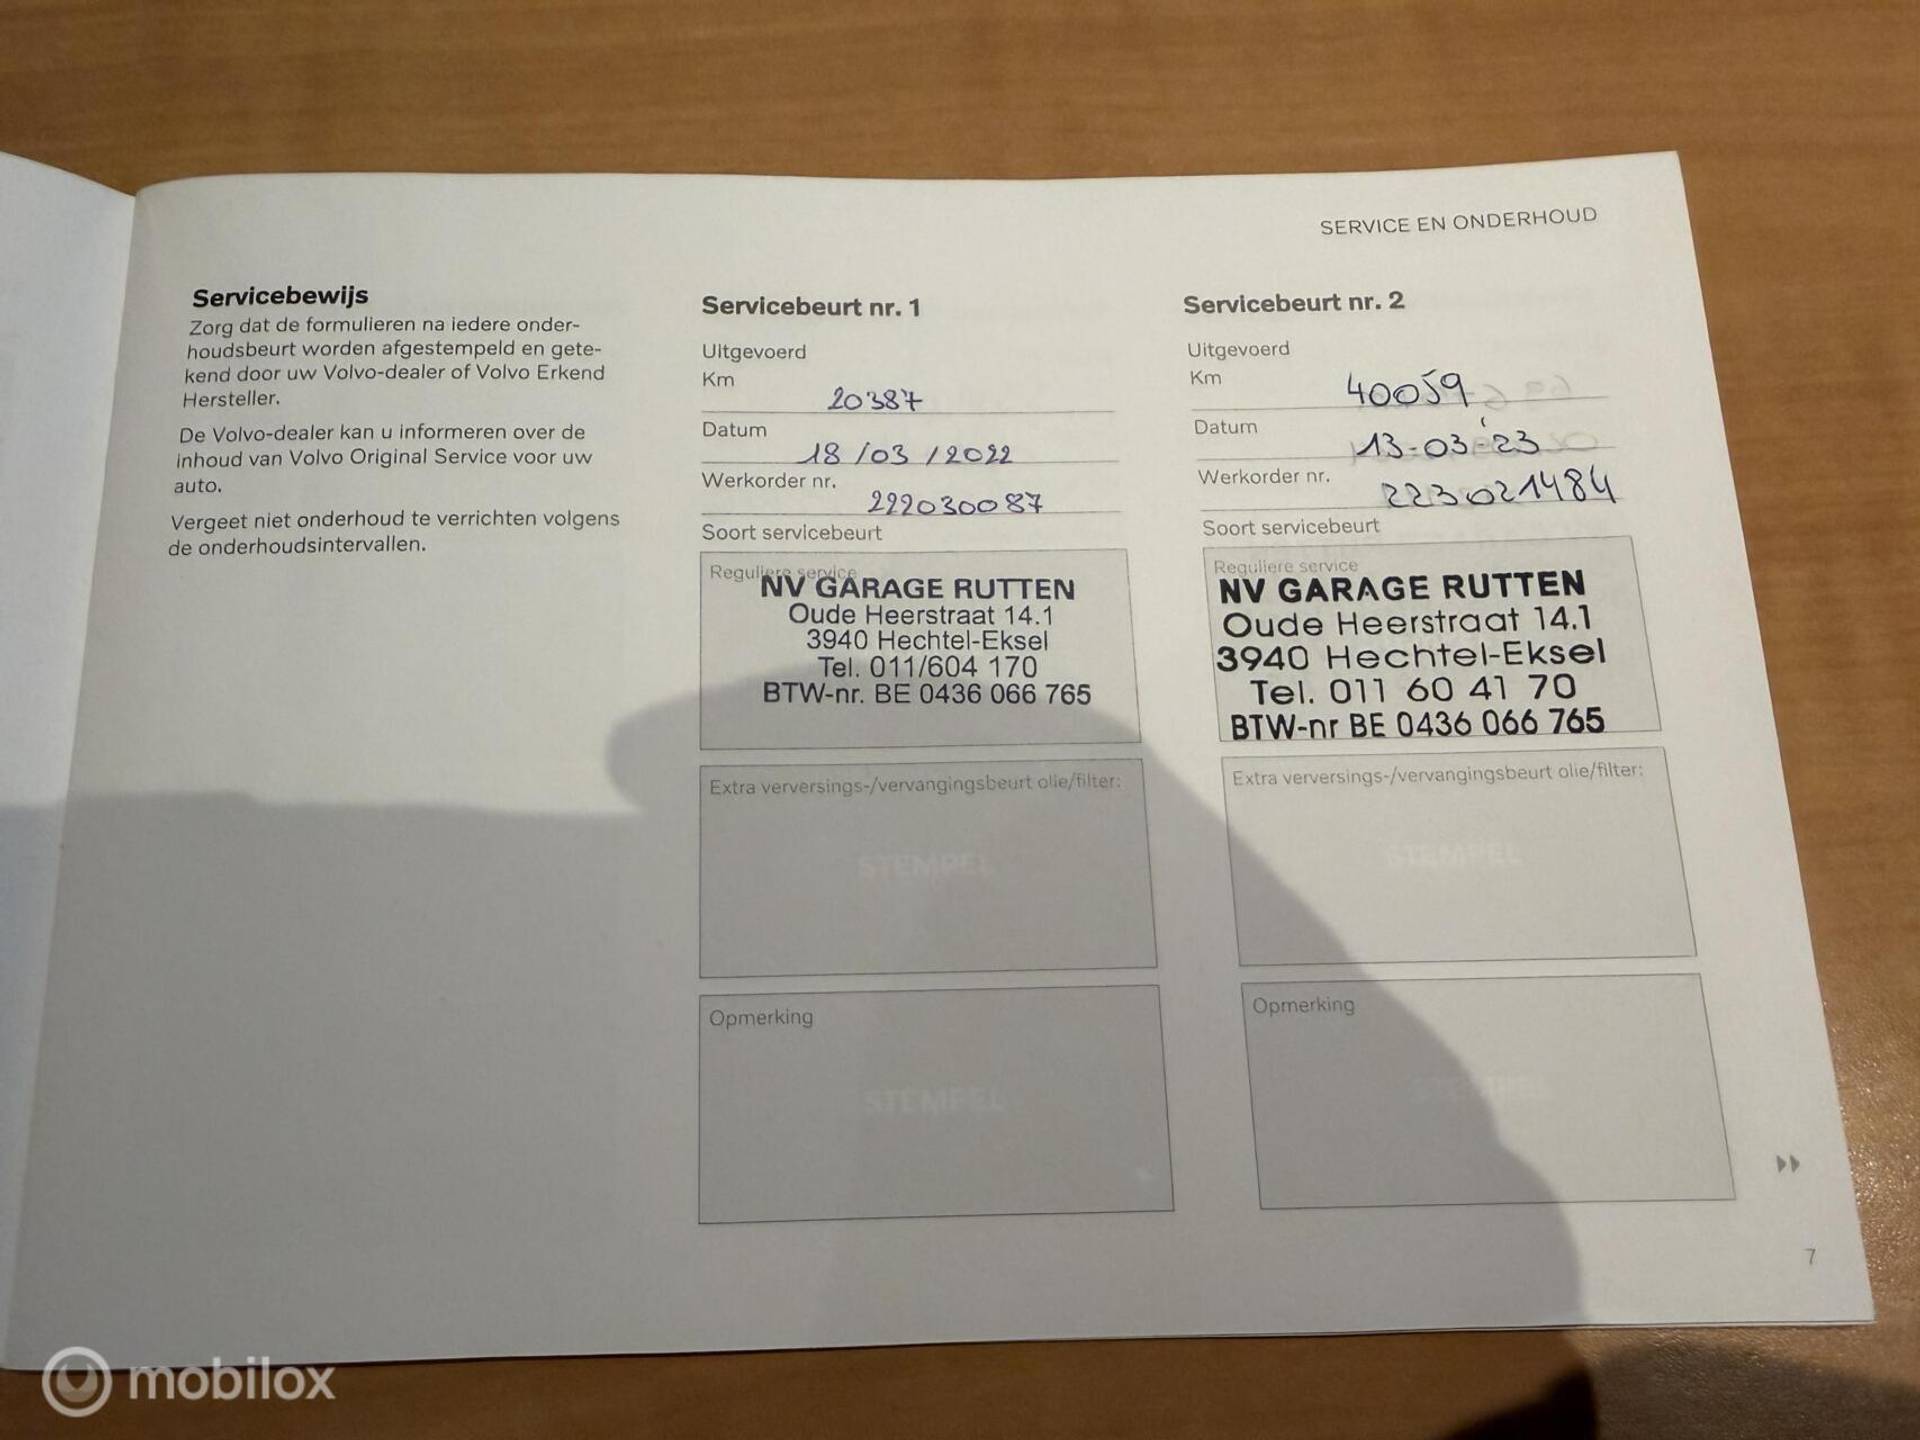 SERVICE EN ONDERHOUD
Servicebewijs
Zorg dat de formulieren na iedere onder-
houdsbeurt worden afgestempeld en gete-
kend door uw Volvo-dealer of Volvo Erkend
Hersteller.
De Volvo-dealer kan u informeren over de
inhoud van Volvo Original Service voor uw
auto.
Vergeet niet onderhoud te verrichten volgens
de onderhoudsintervallen.
Servicebeurt nr. 1
Uitgevoerd
Km 20387
Datum 18/03/2022
Werkorder nr. 222030087
Soort servicebeurt
Reguliere service
NV GARAGE RUTTEN
Oude Heerstraat 14.1
3940 Hechtel-Eksel
Tel. 011/604 170
BTW-nr. BE 0436 066 765
Extra verversings-/vervangingsbeurt olie/filter:
STEMPEL
Opmerking
STEMPEL
Servicebeurt nr. 2
Uitgevoerd
Km 40059
Datum 13-03-'23
Werkorder nr. 223021484
Soort servicebeurt
Reguliere service
NV GARAGE RUTTEN
Oude Heerstraat 14.1
3940 Hechtel-Eksel
Tel. 011 60 41 70
BTW-nr BE 0436 066 765
Extra verversings-/vervangingsbeurt olie/filter:
STEMPEL
Opmerking
7
mobilox